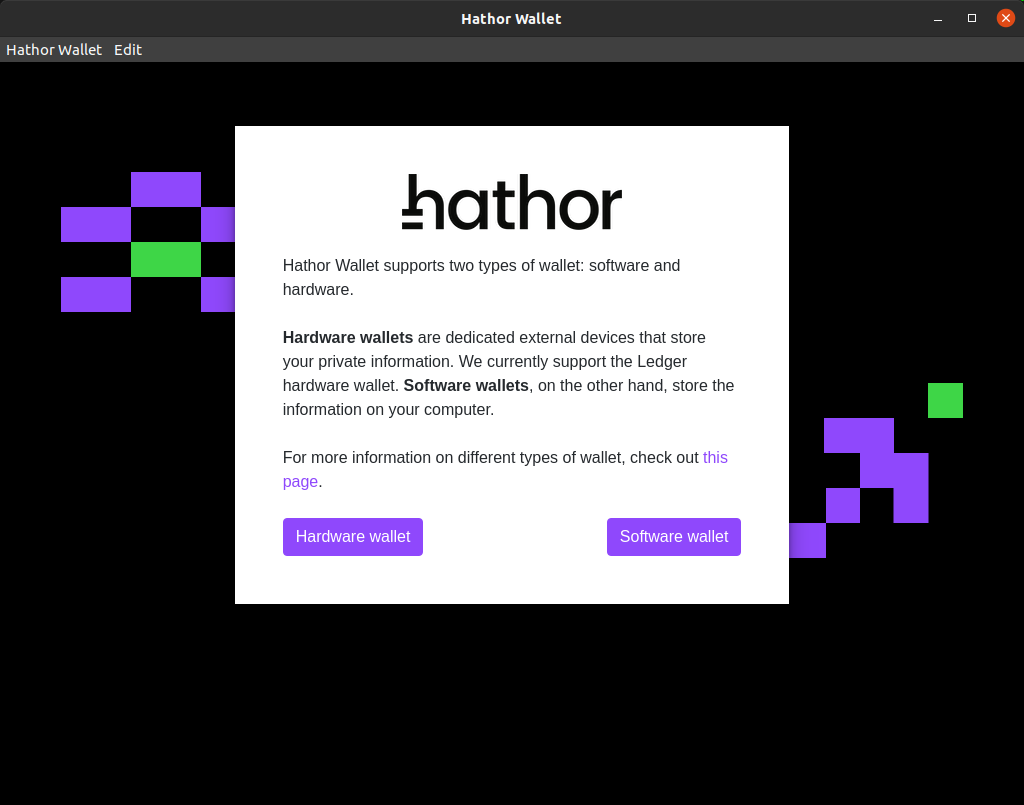 Hathor Wallet
Hathor Wallet Edit
hathor
Hathor Wallet supports two types of wallet: software and
hardware.
Hardware wallets are dedicated external devices that store
your private information. We currently support the Ledger
hardware wallet. Software wallets, on the other hand, store the
information on your computer.
For more information on different types of wallet, check out this
page.
Hardware wallet
Software wallet